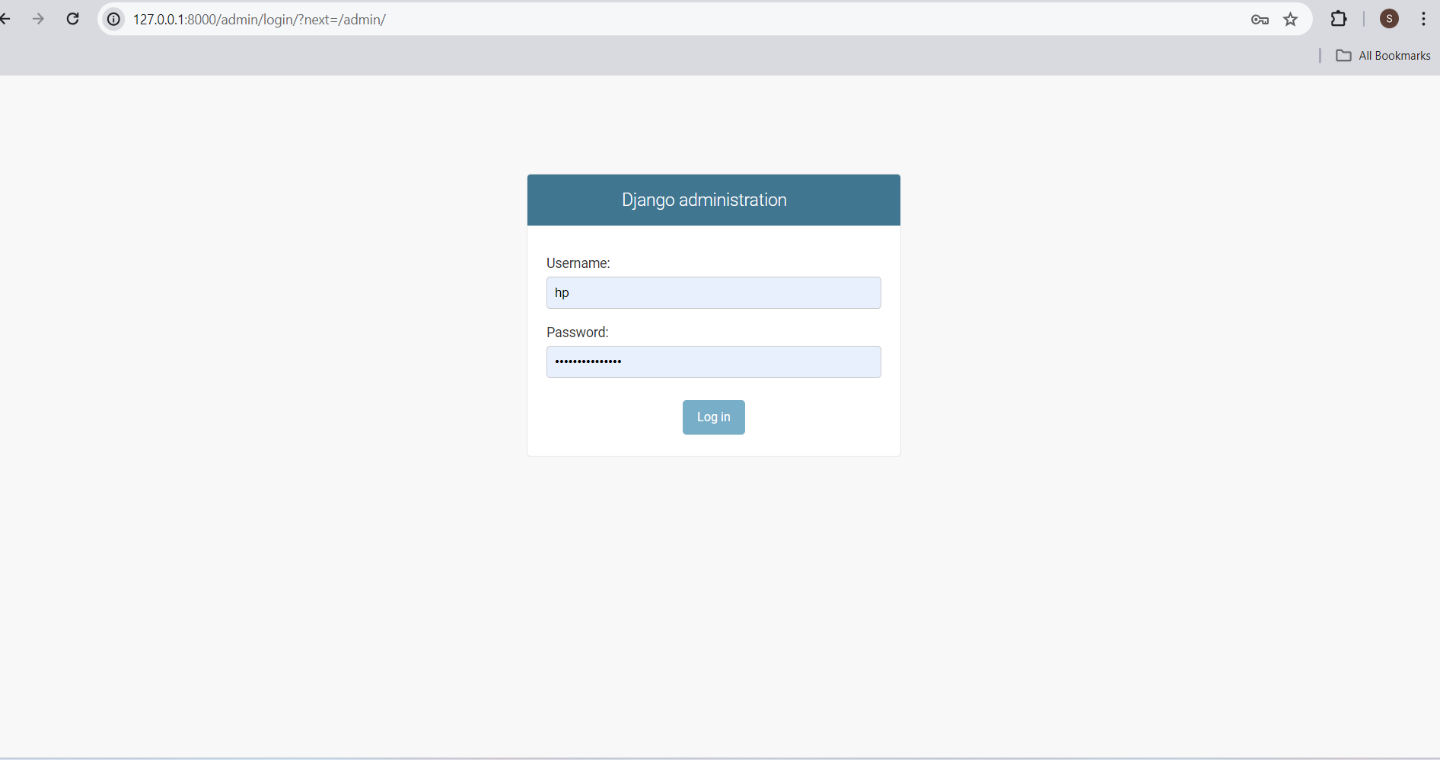 127.0.0.1:8000/admin/login/?next=/admin/
S
All Bookmarks
Django administration
Username:
hp
Password:
•••••••••••••••
Log in